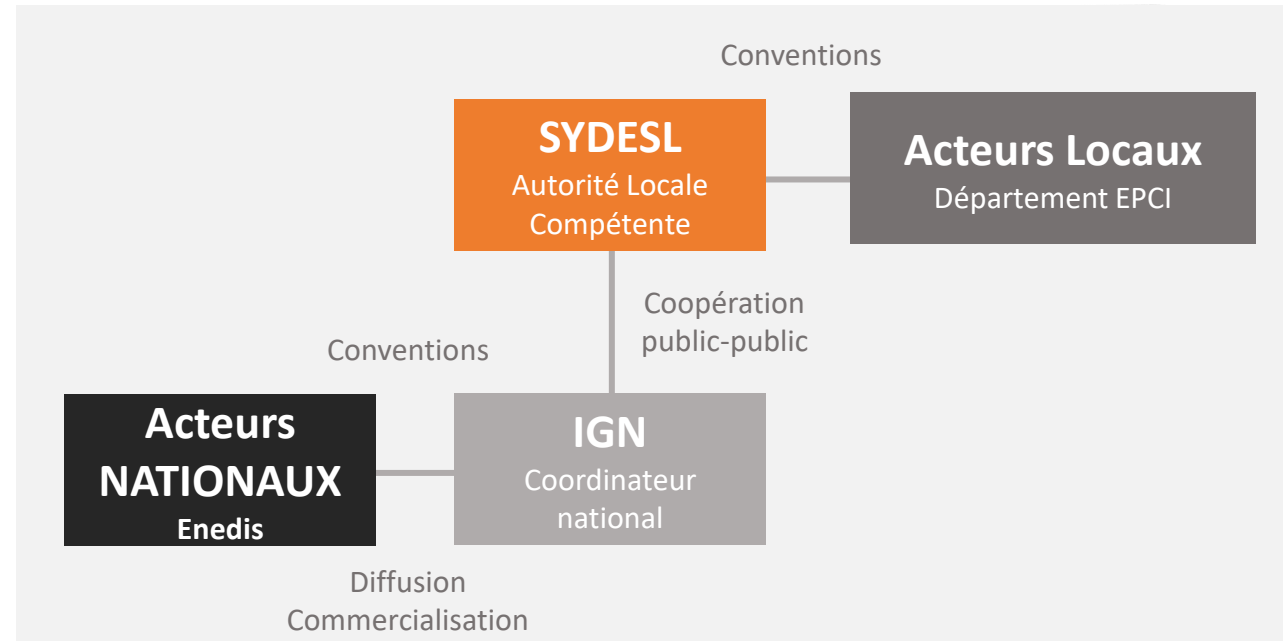 Conventions
SYDESL
Autorité Locale
Compétente
Acteurs Locaux
Département EPCI
Coopération
public-public
Conventions
Acteurs
NATIONAUX
Enedis
IGN
Coordinateur
national
Diffusion
Commercialisation